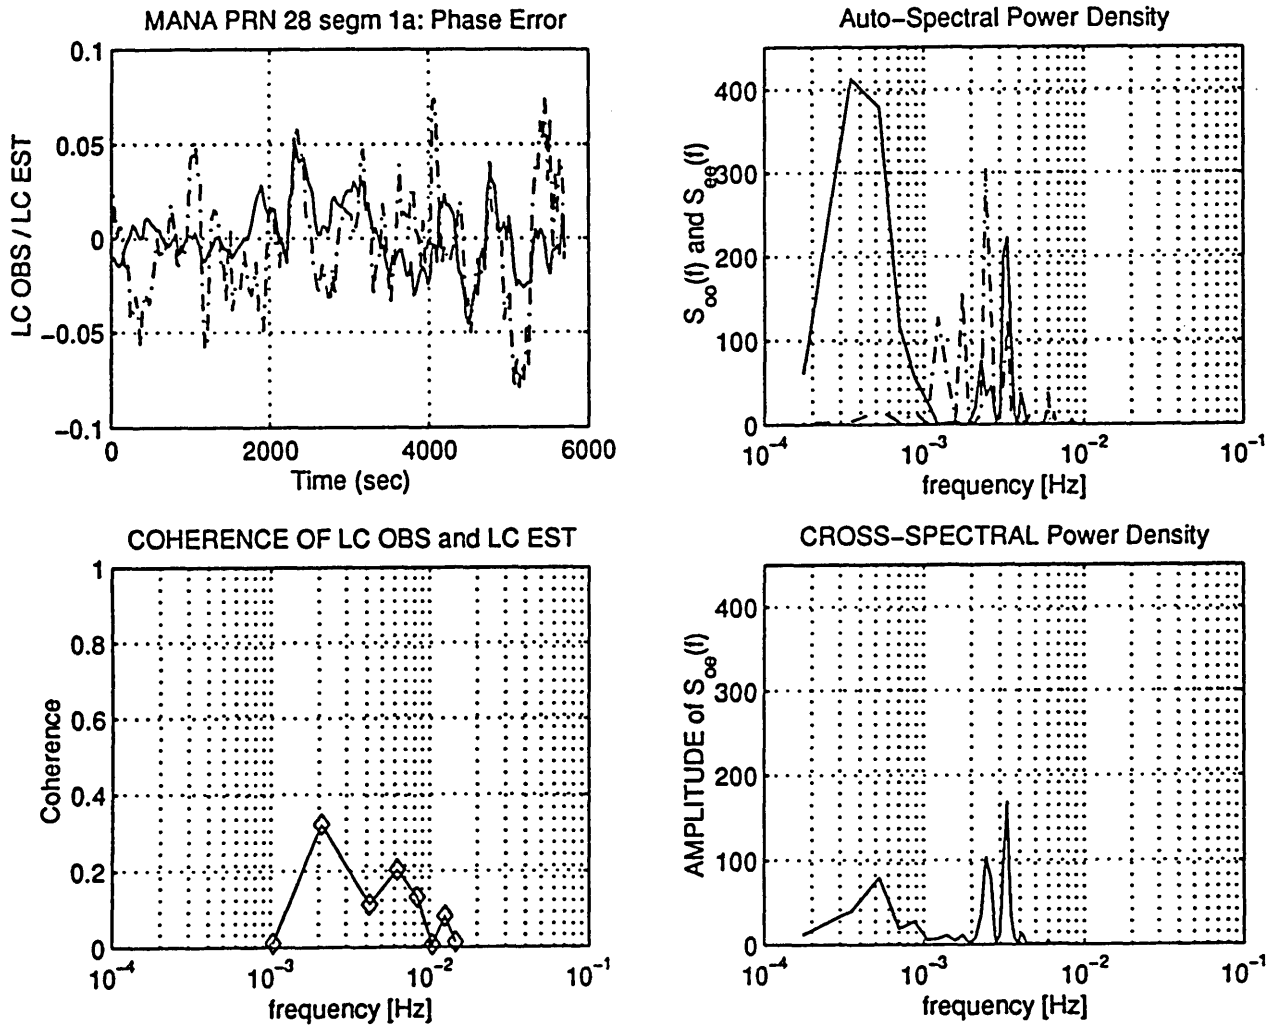 MANA PRN 28 segm 1a: Phase Error
LC OBS / LC EST
0.1
0.05
0
−0.05
−0.1
0 2000 4000 6000
Time (sec)
Auto−Spectral Power Density
S_oo(f) and S_ee(f)
400
300
200
100
0
10^-4 10^-3 10^-2 10^-1
frequency [Hz]
COHERENCE OF LC OBS and LC EST
Coherence
1
0.8
0.6
0.4
0.2
0
10^-4 10^-3 10^-2 10^-1
frequency [Hz]
CROSS−SPECTRAL Power Density
AMPLITUDE of S_oe(f)
400
300
200
100
0
10^-4 10^-3 10^-2 10^-1
frequency [Hz]